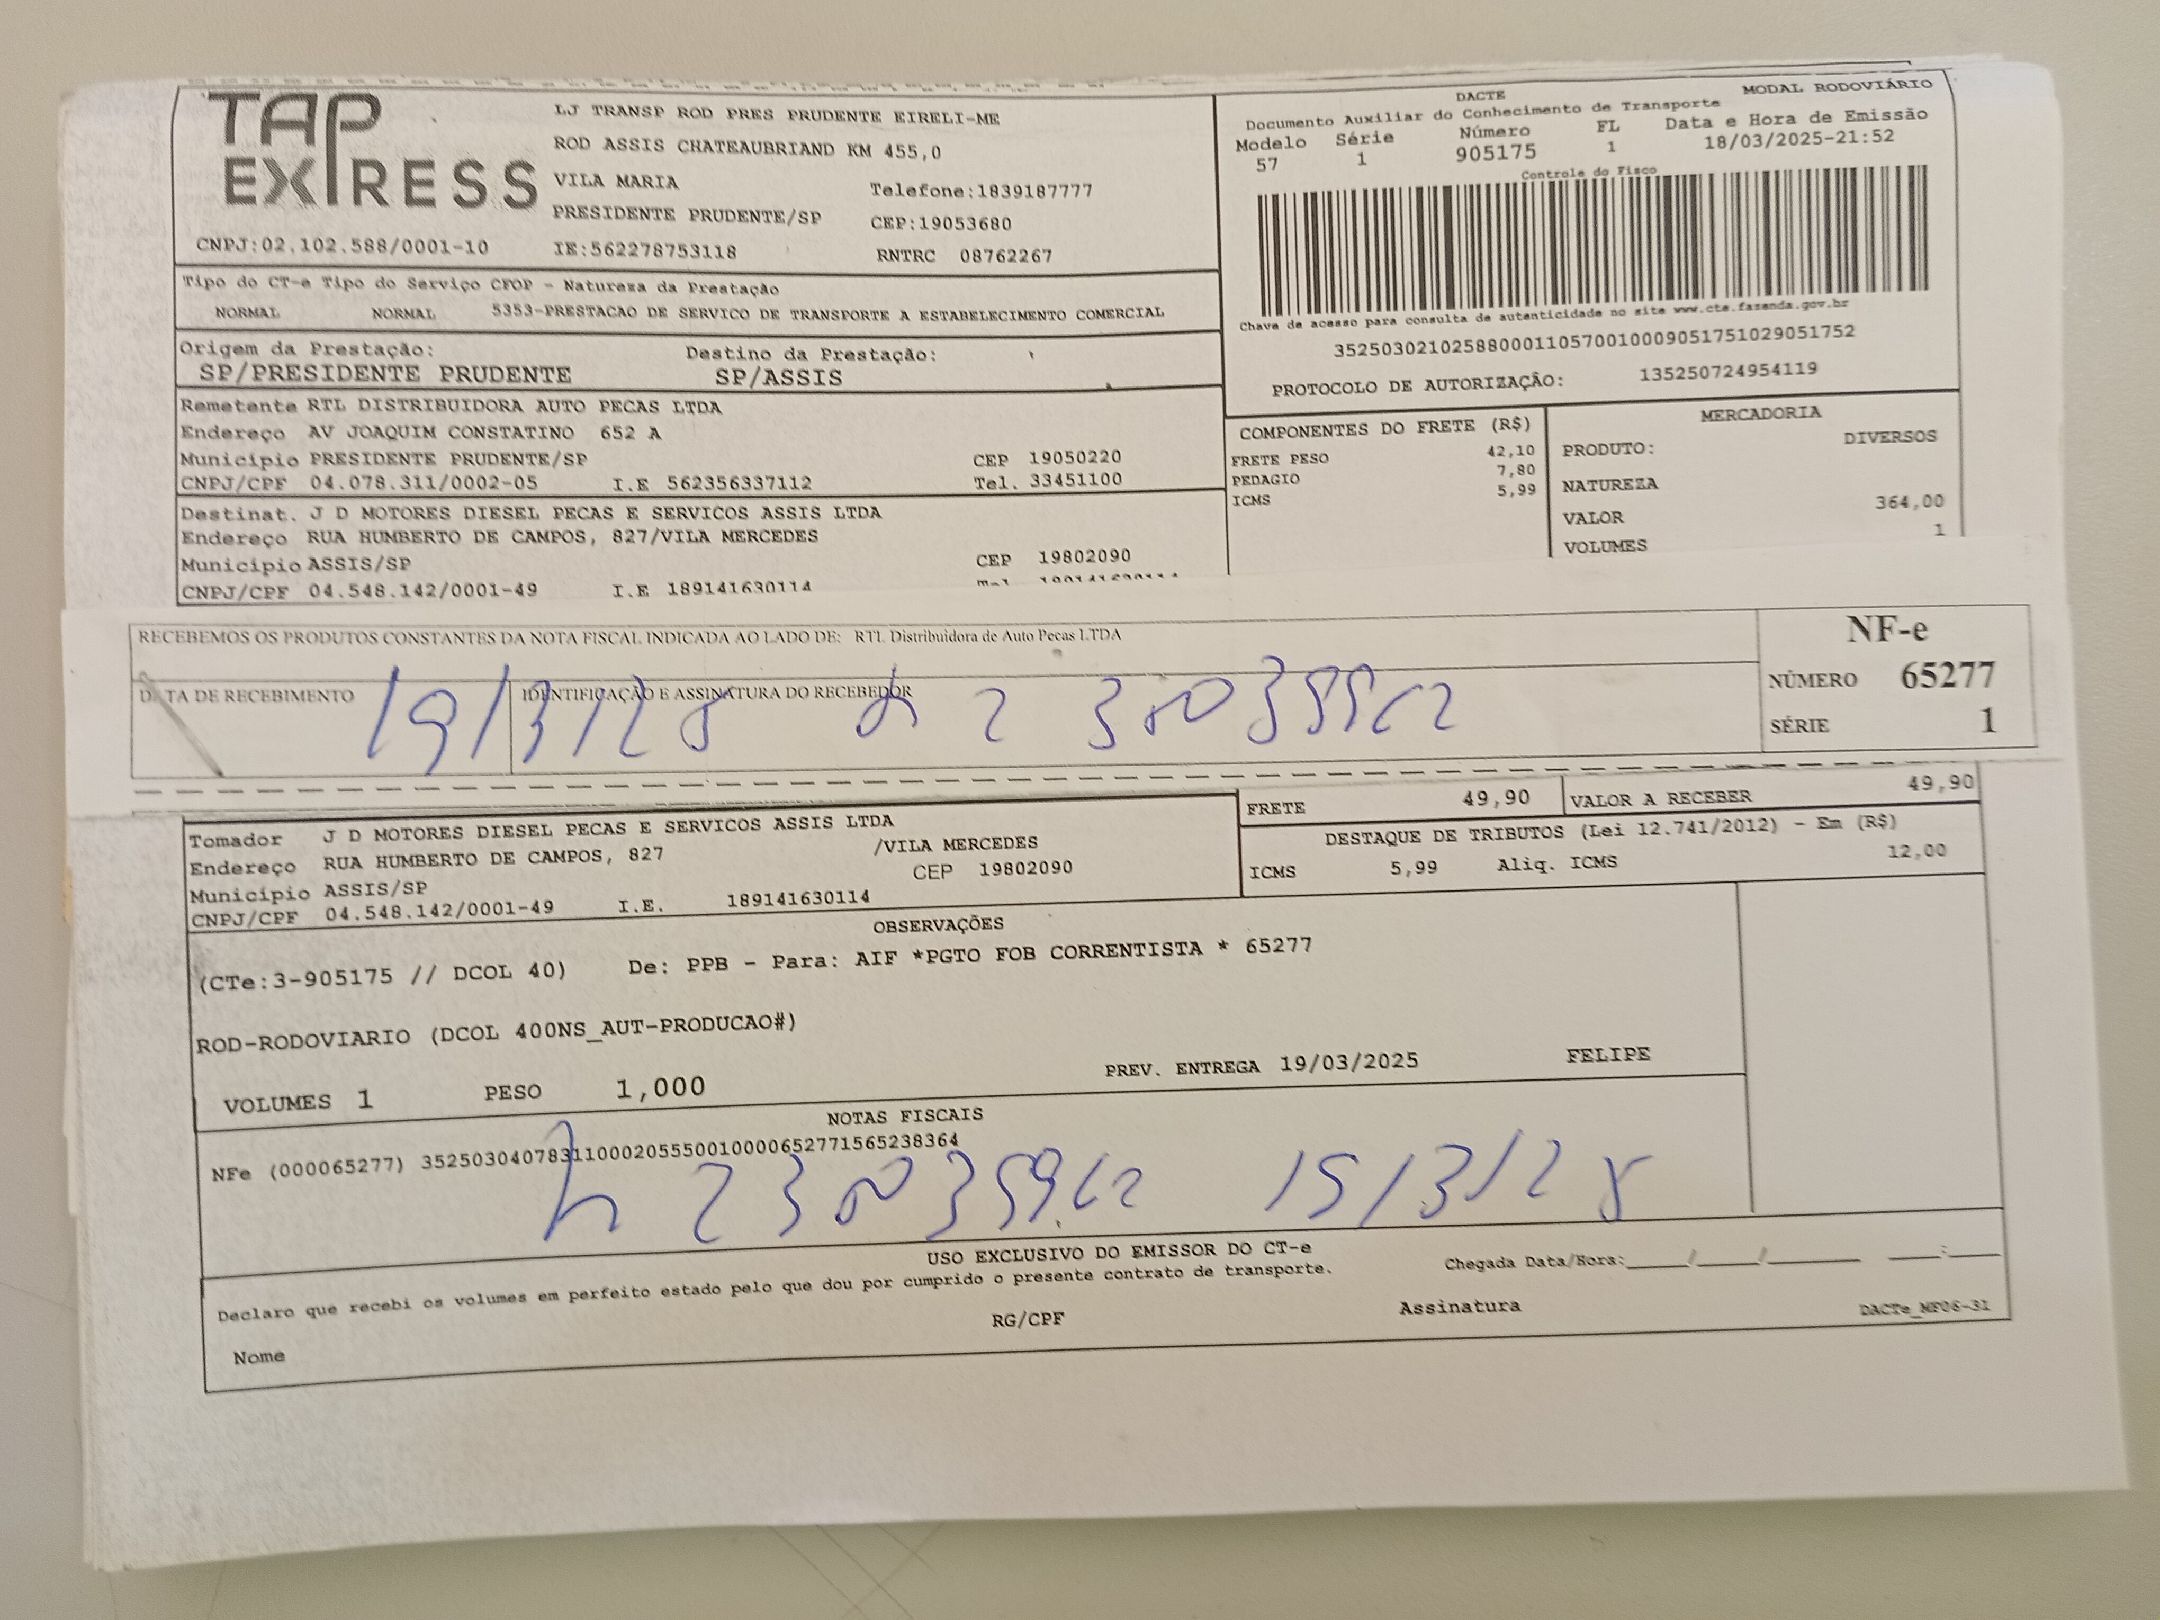 TAP EXPRESS
LJ TRANSP ROD PRES PRUDENTE EIRELI-ME
ROD ASSIS CHATEAUBRIAND KM 455,0
VILA MARIA Telefone:1839187777
PRESIDENTE PRUDENTE/SP CEP:19053680
CNPJ:02.102.588/0001-10 IE:562278753118 RNTRC 08762267
DACTE MODAL RODOVIÁRIO
Documento Auxiliar do Conhecimento de Transporte
Modelo Série Número FL Data e Hora de Emissão
57 1 905175 1 18/03/2025-21:52
Controle do Fisco
Chave de acesso para consulta de autenticidade no site www.cte.fazenda.gov.br
35250302102588000110570010009051751029051752
PROTOCOLO DE AUTORIZAÇÃO: 135250724954119
Tipo do CT-e Tipo do Serviço CFOP - Natureza da Prestação
NORMAL NORMAL 5353-PRESTACAO DE SERVICO DE TRANSPORTE A ESTABELECIMENTO COMERCIAL
Origem da Prestação: Destino da Prestação:
SP/PRESIDENTE PRUDENTE SP/ASSIS
Remetente RTL DISTRIBUIDORA AUTO PECAS LTDA
Endereço AV JOAQUIM CONSTATINO 652 A
Município PRESIDENTE PRUDENTE/SP CEP 19050220
CNPJ/CPF 04.078.311/0002-05 I.E 562356337112 Tel. 33451100
Destinat. J D MOTORES DIESEL PECAS E SERVICOS ASSIS LTDA
Endereço RUA HUMBERTO DE CAMPOS, 827/VILA MERCEDES
Município ASSIS/SP CEP 19802090
CNPJ/CPF 04.548.142/0001-49 I.E 189141630114
COMPONENTES DO FRETE (R$)
FRETE PESO 42,10
PEDAGIO 7,80
ICMS 5,99
MERCADORIA
PRODUTO: DIVERSOS
NATUREZA
VALOR 364,00
VOLUMES 1
RECEBEMOS OS PRODUTOS CONSTANTES DA NOTA FISCAL INDICADA AO LADO DE: RTL Distribuidora de Auto Pecas LTDA
DATA DE RECEBIMENTO IDENTIFICAÇÃO E ASSINATURA DO RECEBEDOR
NF-e
NÚMERO 65277
SÉRIE 1
FRETE 49,90 VALOR A RECEBER 49,90
Tomador J D MOTORES DIESEL PECAS E SERVICOS ASSIS LTDA
Endereço RUA HUMBERTO DE CAMPOS, 827 /VILA MERCEDES
Município ASSIS/SP CEP 19802090
CNPJ/CPF 04.548.142/0001-49 I.E. 189141630114
DESTAQUE DE TRIBUTOS (Lei 12.741/2012) - Em (R$)
ICMS 5,99 Aliq. ICMS 12,00
OBSERVAÇÕES
(CTe:3-905175 // DCOL 40) De: PPB - Para: AIF *PGTO FOB CORRENTISTA * 65277
ROD-RODOVIARIO (DCOL 400NS_AUT-PRODUCAO#)
PREV. ENTREGA 19/03/2025 FELIPE
VOLUMES 1 PESO 1,000
NOTAS FISCAIS
NFe (000065277) 35250304078311000205550010000652771565238364
USO EXCLUSIVO DO EMISSOR DO CT-e
Declaro que recebi os volumes em perfeito estado pelo que dou por cumprido o presente contrato de transporte. Chegada Data/Hora:____/____/____ ___:___
Nome RG/CPF Assinatura DACTe_MF06-31